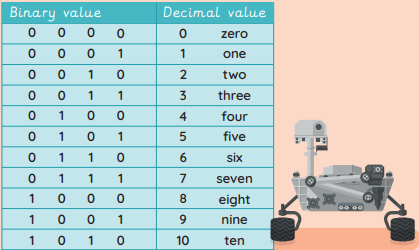 Binary value Decimal value
0 0 0 0 0 zero
0 0 0 1 1 one
0 0 1 0 2 two
0 0 1 1 3 three
0 1 0 0 4 four
0 1 0 1 5 five
0 1 1 0 6 six
0 1 1 1 7 seven
1 0 0 0 8 eight
1 0 0 1 9 nine
1 0 1 0 10 ten